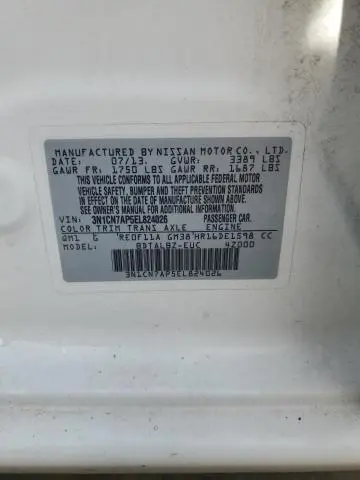 MANUFACTURED BY NISSAN MOTOR CO., LTD.
DATE: 07/13. GVWR: 3389 LBS
GAWR FR: 1750 LBS GAWR RR: 1687 LBS
THIS VEHICLE CONFORMS TO ALL APPLICABLE FEDERAL MOTOR
VEHICLE SAFETY, BUMPER AND THEFT PREVENTION STANDARDS
IN EFFECT ON THE DATE OF MANUFACTURE SHOWN ABOVE.
SEE OWNER'S MANUAL AND ADDITIONAL LOAD INFORMATION.
VIN: 3N1CN7AP5EL824026 PASSENGER CAR.
COLOR TRIM TRANS AXLE ENGINE
QM1 G RE0F11A GM38 HR16DE1598 CC
MODEL: BDTALBZ-EUC 4Z000
3N1CN7AP5EL824026